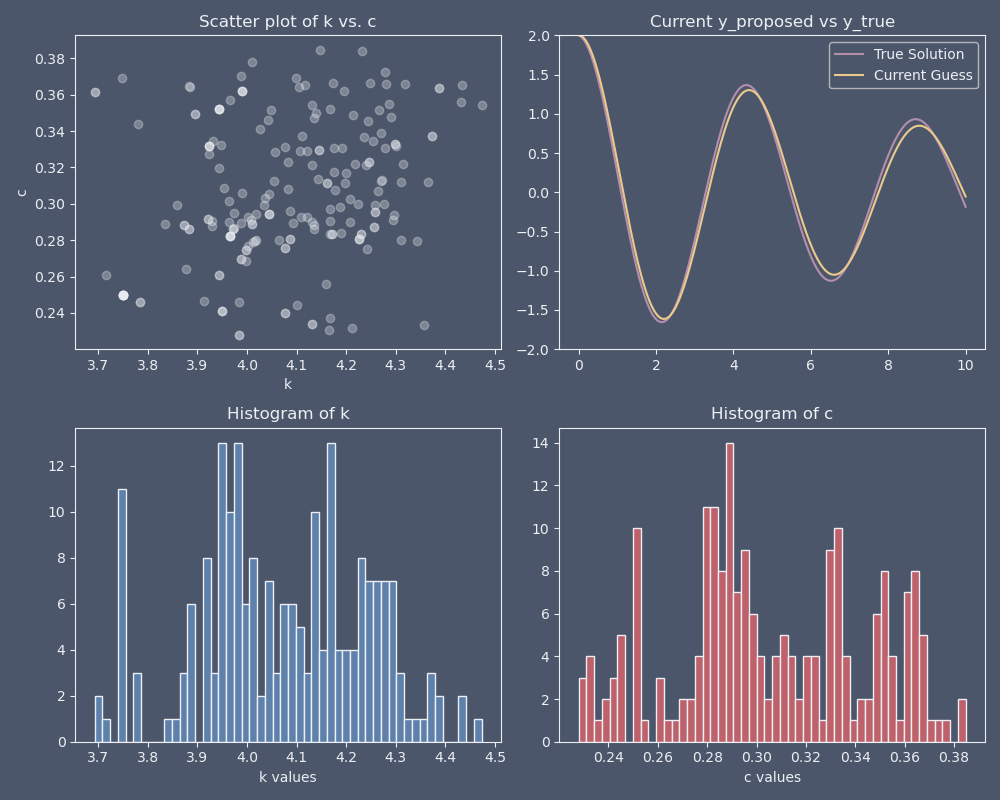 Scatter plot of k vs. c
c
0.38
0.36
0.34
0.32
0.30
0.28
0.26
0.24
3.7 3.8 3.9 4.0 4.1 4.2 4.3 4.4 4.5
k
Current y_proposed vs y_true
2.0
1.5
1.0
0.5
0.0
−0.5
−1.0
−1.5
−2.0
True Solution
Current Guess
0 2 4 6 8 10
Histogram of k
12
10
8
6
4
2
0
3.7 3.8 3.9 4.0 4.1 4.2 4.3 4.4 4.5
k values
Histogram of c
14
12
10
8
6
4
2
0
0.24 0.26 0.28 0.30 0.32 0.34 0.36 0.38
c values